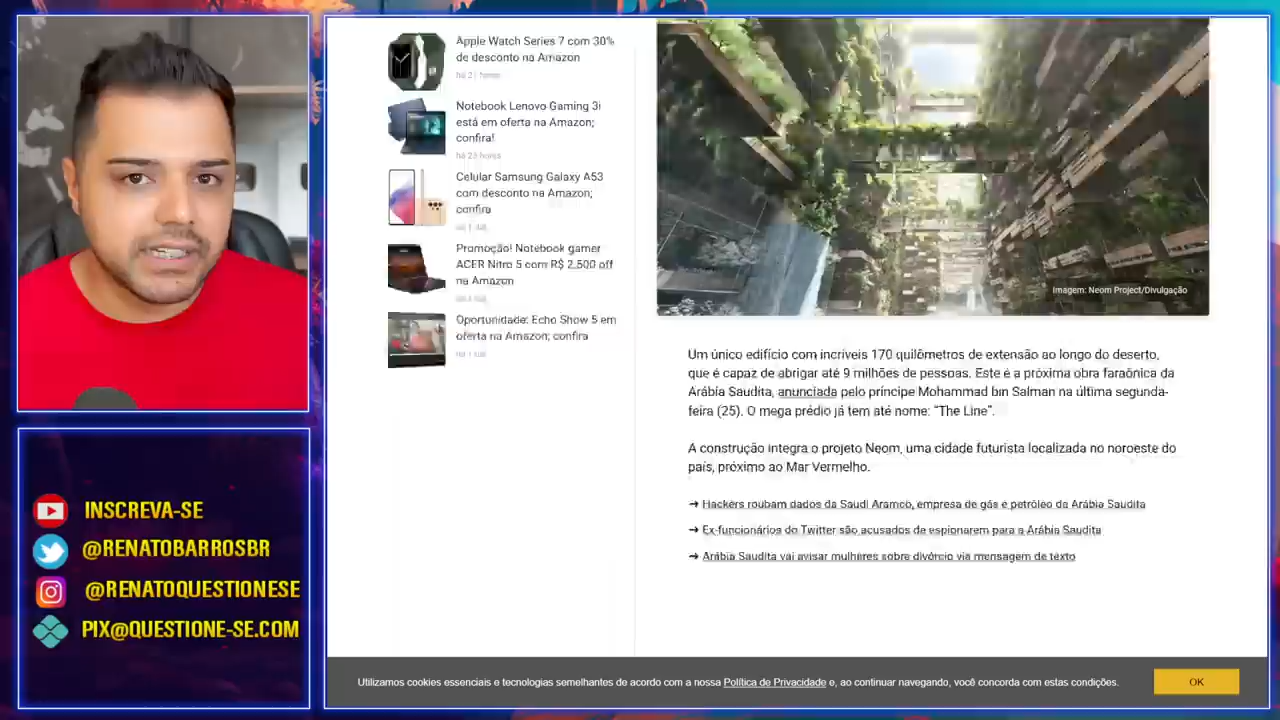 Apple Watch Series 7 com 30%
de desconto na Amazon
há 21 horas
Notebook Lenovo Gaming 3i
está em oferta na Amazon;
confira!
há 23 horas
Celular Samsung Galaxy A53
com desconto na Amazon;
confira
Promoção! Notebook gamer
ACER Nitro 5 com R$ 2.500 off
na Amazon
Oportunidade: Echo Show 5 em
oferta na Amazon; confira
Imagem: Neom Project/Divulgação
Um único edifício com incríveis 170 quilômetros de extensão ao longo do deserto,
que é capaz de abrigar até 9 milhões de pessoas. Este é a próxima obra faraônica da
Arábia Saudita, anunciada pelo príncipe Mohammad bin Salman na última segunda-
feira (25). O mega prédio já tem até nome: “The Line”.
A construção integra o projeto Neom, uma cidade futurista localizada no noroeste do
país, próximo ao Mar Vermelho.
➔ Hackers roubam dados da Saudi Aramco, empresa de gás e petróleo da Arábia Saudita
➔ Ex-funcionários do Twitter são acusados de espionarem para a Arábia Saudita
➔ Arábia Saudita vai avisar mulheres sobre divórcio via mensagem de texto
INSCREVA-SE
@RENATOBARROSBR
@RENATOQUESTIONESE
PIX@QUESTIONE-SE.COM
Utilizamos cookies essenciais e tecnologias semelhantes de acordo com a nossa Política de Privacidade e, ao continuar navegando, você concorda com estas condições.
OK